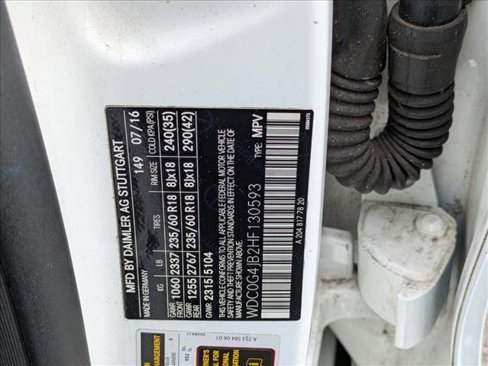 MFD BY DAIMLER AG STUTTGART
MADE IN GERMANY 149 07/16
KG LB TIRES RIM SIZE COLD KPA(PSI)
GAWR FRONT 1060 2337 235/60 R18 8Jx18 240(35)
GAWR REAR 1255 2767 235/60 R18 8Jx18 290(42)
GVWR 2315 5104
THIS VEHICLE CONFORMS TO ALL APPLICABLE FEDERAL MOTOR VEHICLE
SAFETY, BUMPER, AND THEFT PREVENTION STANDARDS IN EFFECT ON THE DATE OF
MANUFACTURE SHOWN ABOVE. TYPE:
WDC0G4JB2HF130593 MPV
A 204 817 78 20
A 253 584 06 01